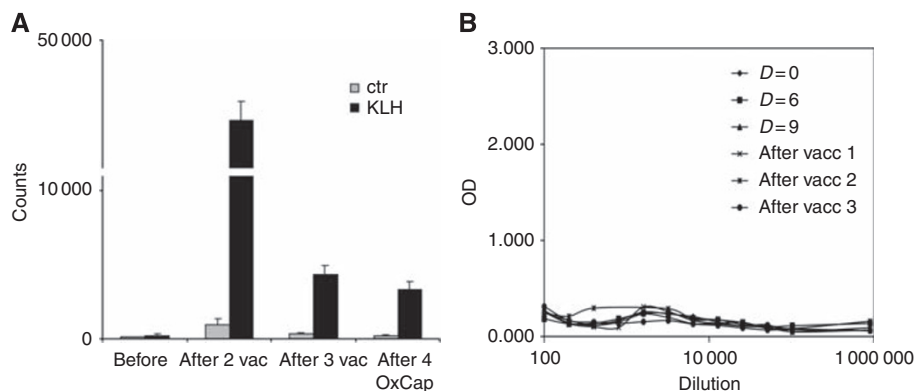 A
50 000
10 000
0
Counts
ctr
KLH
Before
After 2 vac
After 3 vac
After 4
OxCap
B
3.000
2.000
1.000
0.000
OD
D=0
D=6
D=9
After vacc 1
After vacc 2
After vacc 3
100
10 000
1 000 000
Dilution